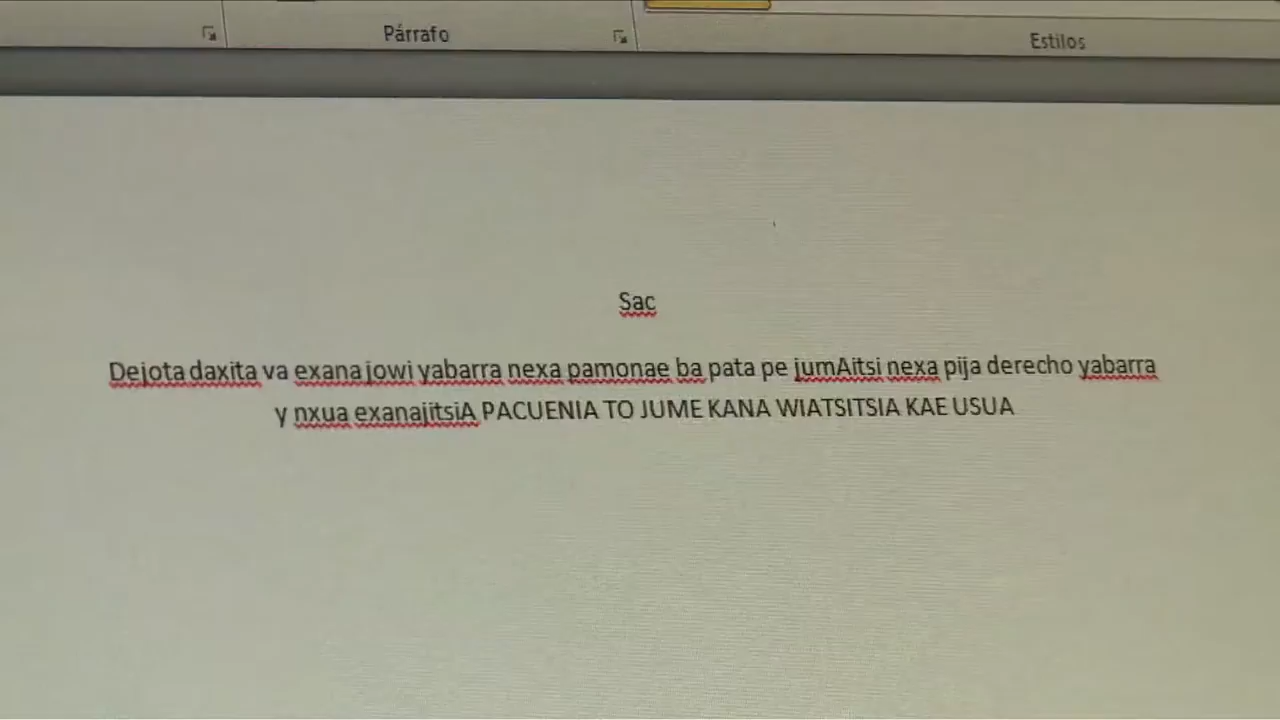 Párrafo
Estilos
Sac
Dejota daxita va exana jowi yabarra nexa pamonae ba pata pe jumAitsi nexa pija derecho yabarra
y nxua exanajitsiA PACUENIA TO JUME KANA WIATSITSIA KAE USUA